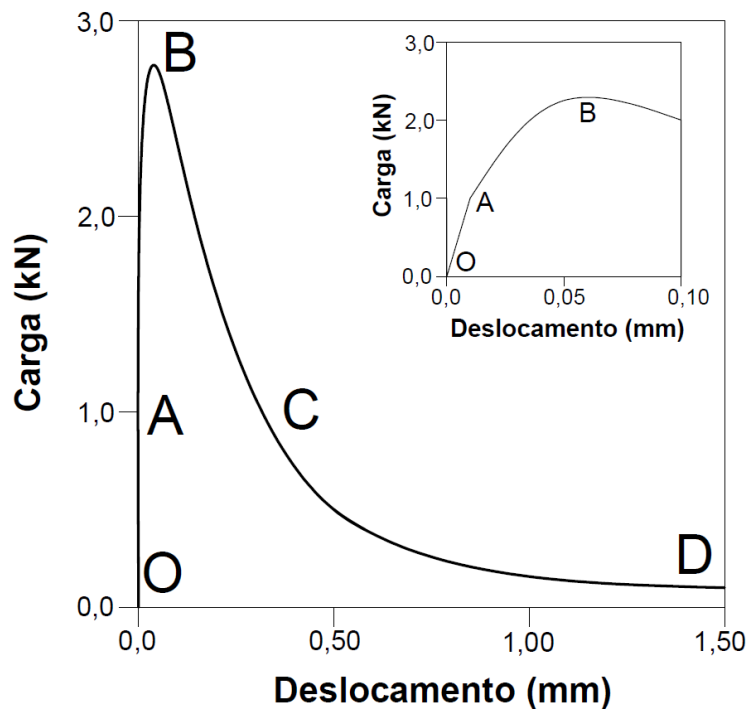 3,0
B
2,0
Carga (kN)
1,0
A
C
O
D
0,0
0,0
0,50
1,00
1,50
Deslocamento (mm)
3,0
2,0
Carga (kN)
B
1,0
A
O
0,0
0,0
0,05
0,10
Deslocamento (mm)